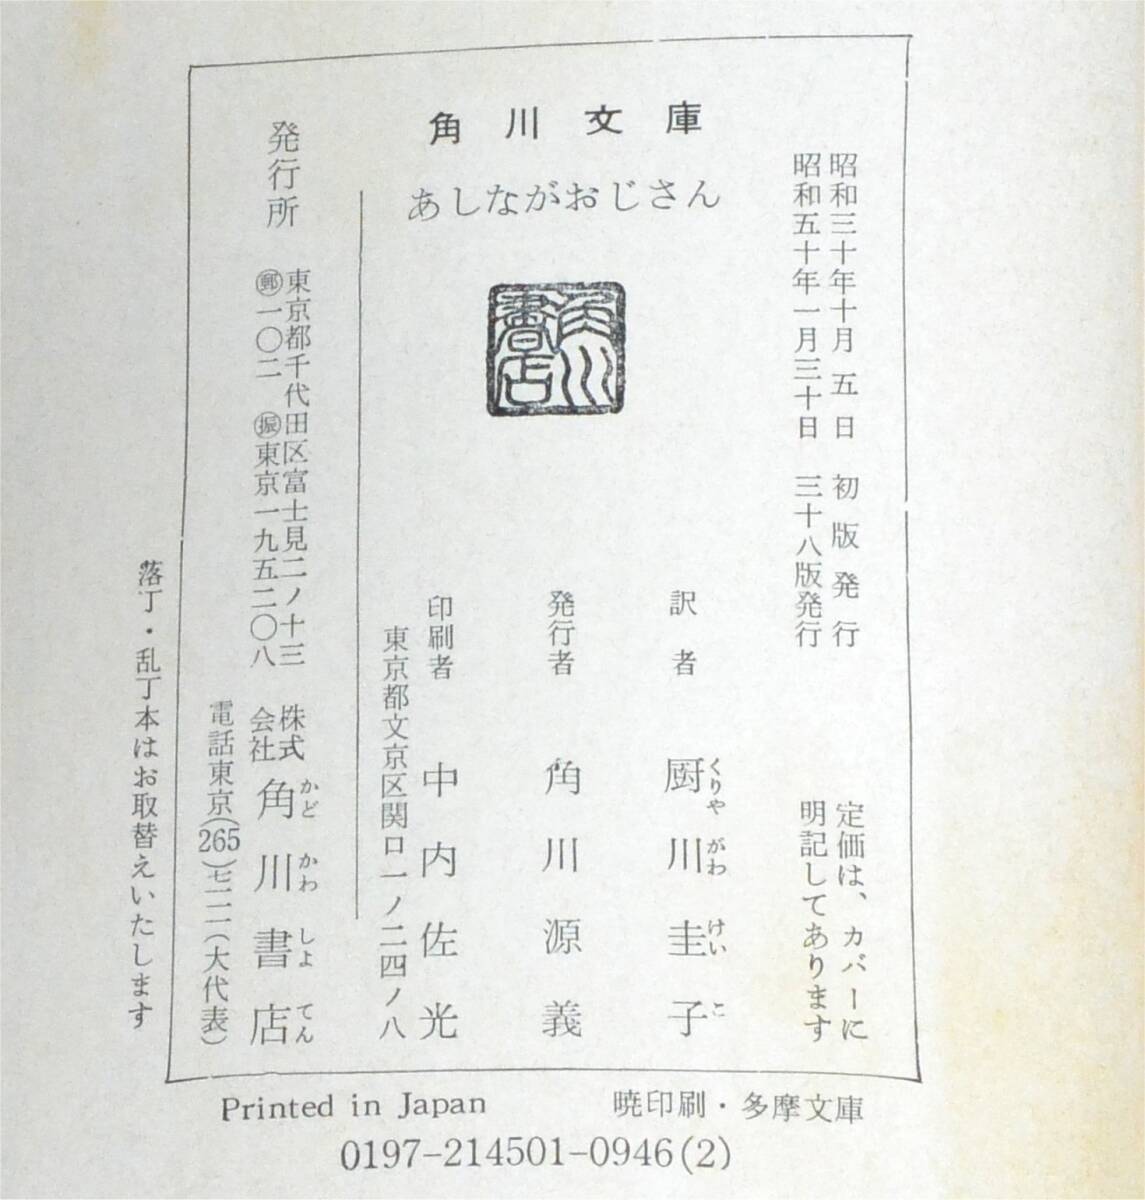 昭和三十年十月五日 初版発行
昭和五十年一月三十日 三十八版発行
定価は、カバーに
明記してあります
角川文庫
あしながおじさん
角川書店
訳者 厨川圭子
くりや がわ けい こ
発行者 角川源義
印刷者 中内佐光
東京都文京区関口一ノ二四ノ八
発行所
東京都千代田区富士見二ノ十三
㊞一〇二 ㊞東京一九五二〇八
株式会社 角川書店
かど かわ しよ てん
電話東京(265)七一一一(大代表)
落丁・乱丁本はお取替えいたします
Printed in Japan 暁印刷・多摩文庫
0197-214501-0946(2)